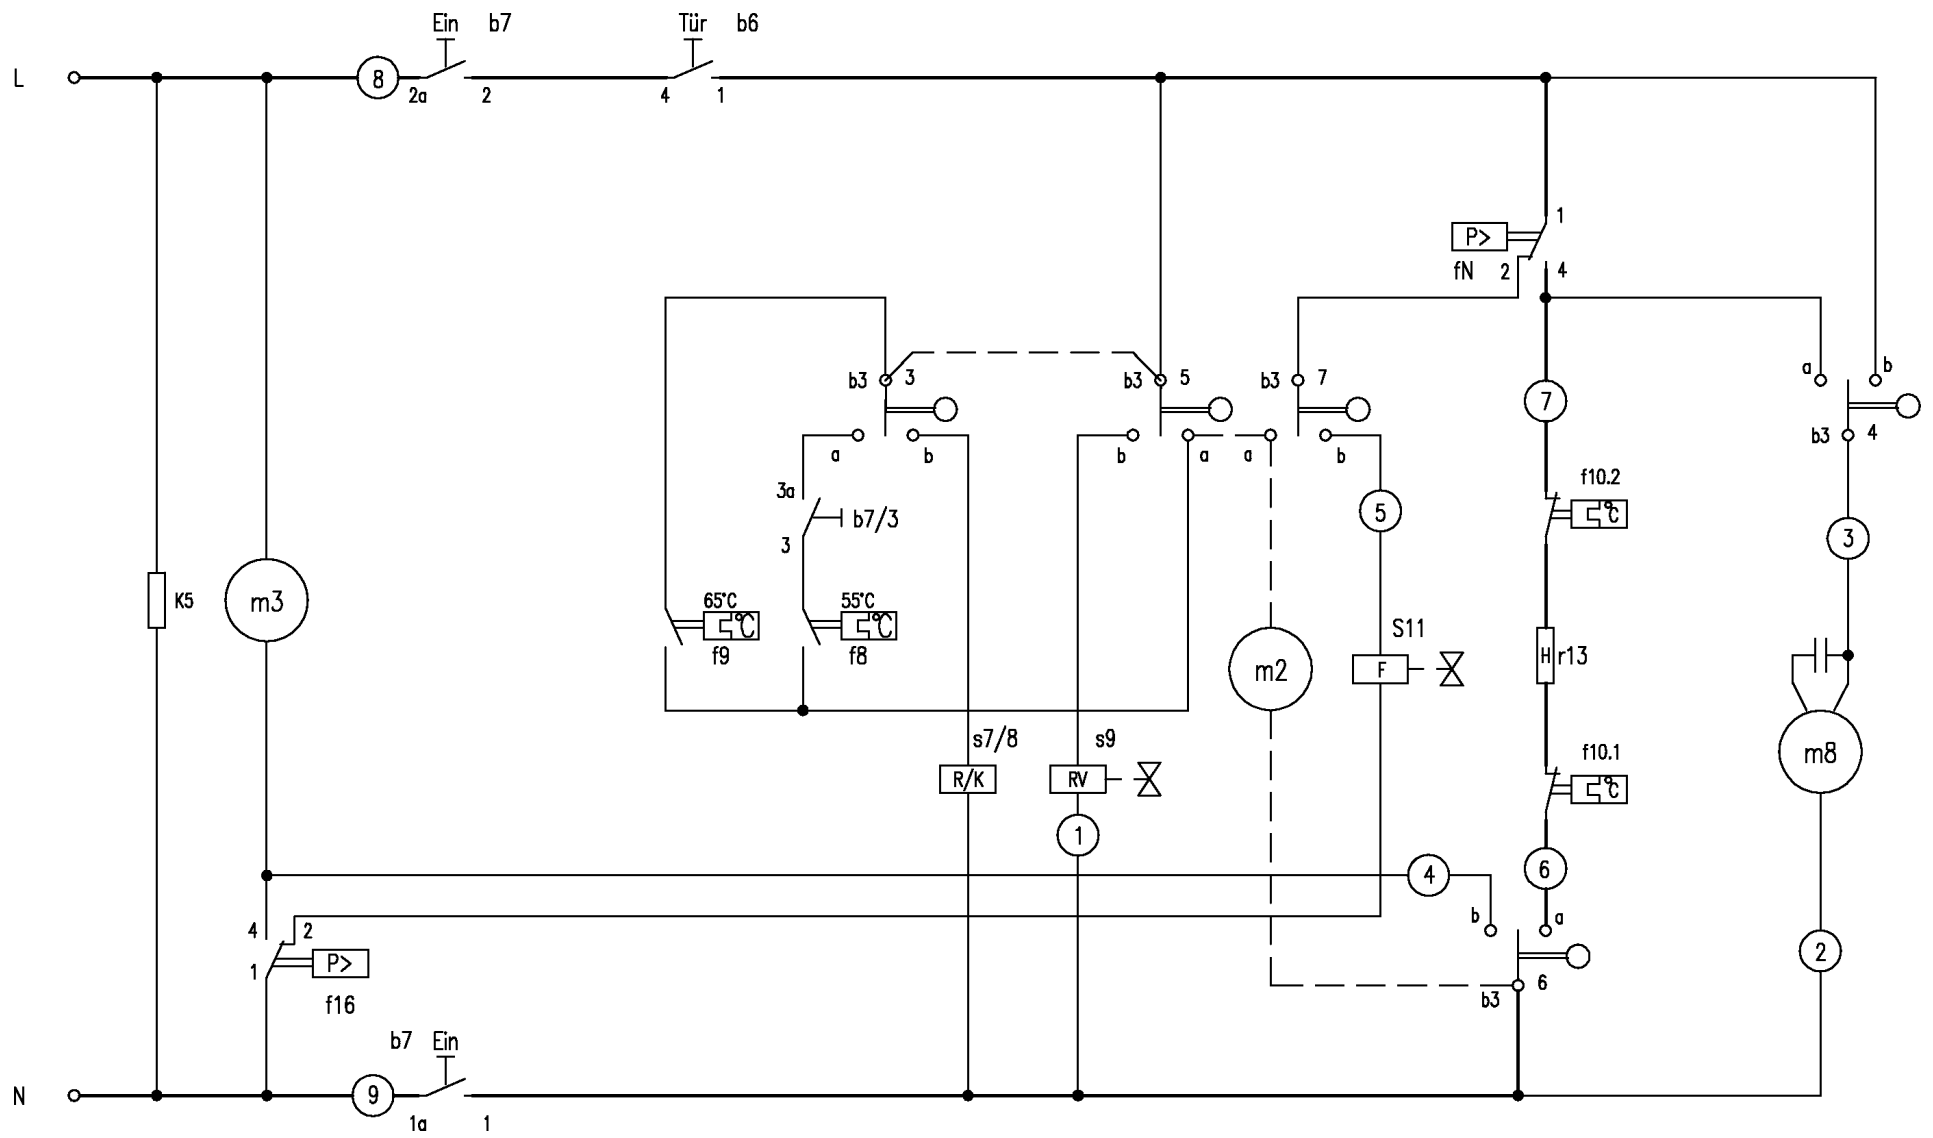 Ein b7 Tür b6
L 8
2a 2 4 1
1
P>
fN 2 4
b3 3 b3 5 b3 7 7 a b
a b b a a b b3 4
3a b7/3 5 f10.2
°C
3 3
K5 m3 65°C 55°C
°C °C S11
f9 f8 m2 F H r13
s7/8 s9 f10.1
R/K RV °C m8
1
4 6
4 2 b a
1 P> 2
f16 b3 6
b7 Ein
N 9
1a 1